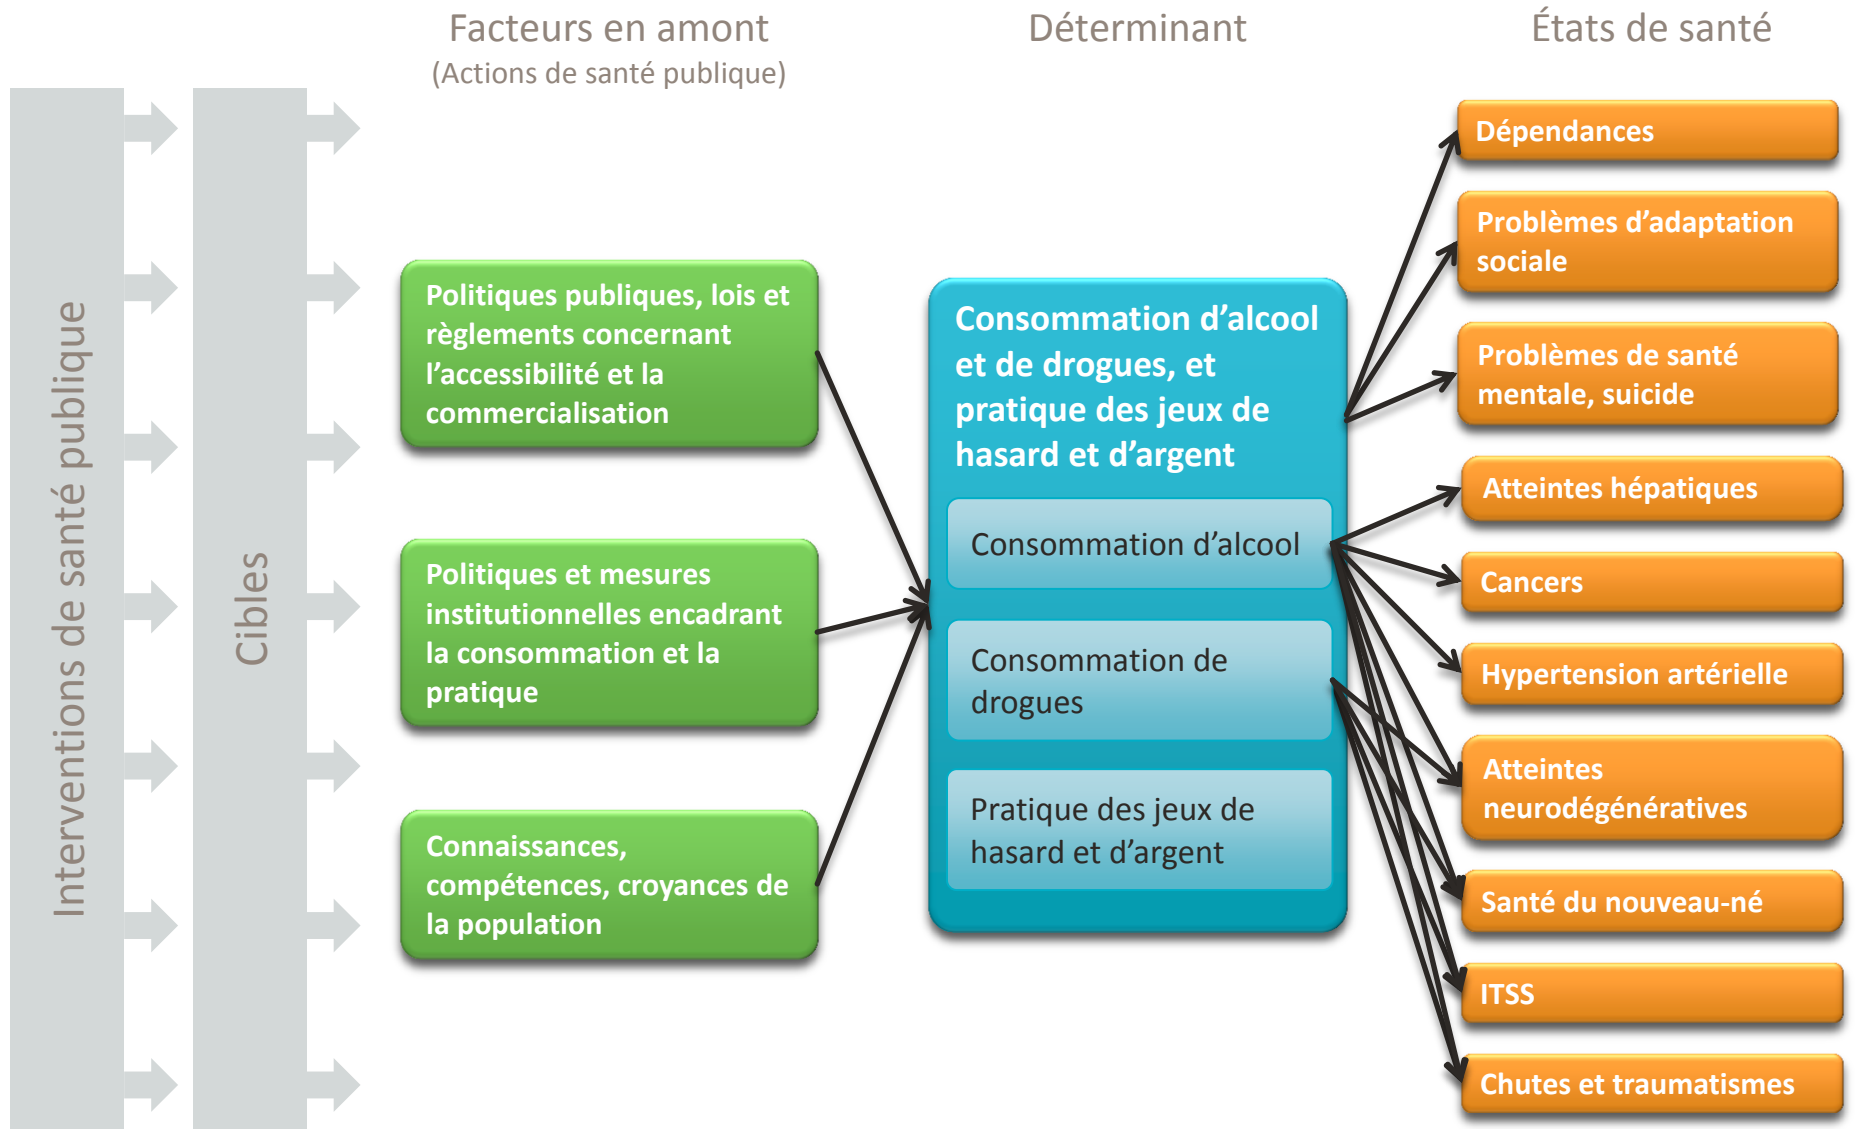 Facteurs en amont
(Actions de santé publique)
Déterminant
États de santé
Interventions de santé publique
Cibles
Politiques publiques, lois et
règlements concernant
l’accessibilité et la
commercialisation
Politiques et mesures
institutionnelles encadrant
la consommation et la
pratique
Connaissances,
compétences, croyances de
la population
Consommation d’alcool
et de drogues, et
pratique des jeux de
hasard et d’argent
Consommation d’alcool
Consommation de
drogues
Pratique des jeux de
hasard et d’argent
Dépendances
Problèmes d’adaptation
sociale
Problèmes de santé
mentale, suicide
Atteintes hépatiques
Cancers
Hypertension artérielle
Atteintes
neurodégénératives
Santé du nouveau-né
ITSS
Chutes et traumatismes